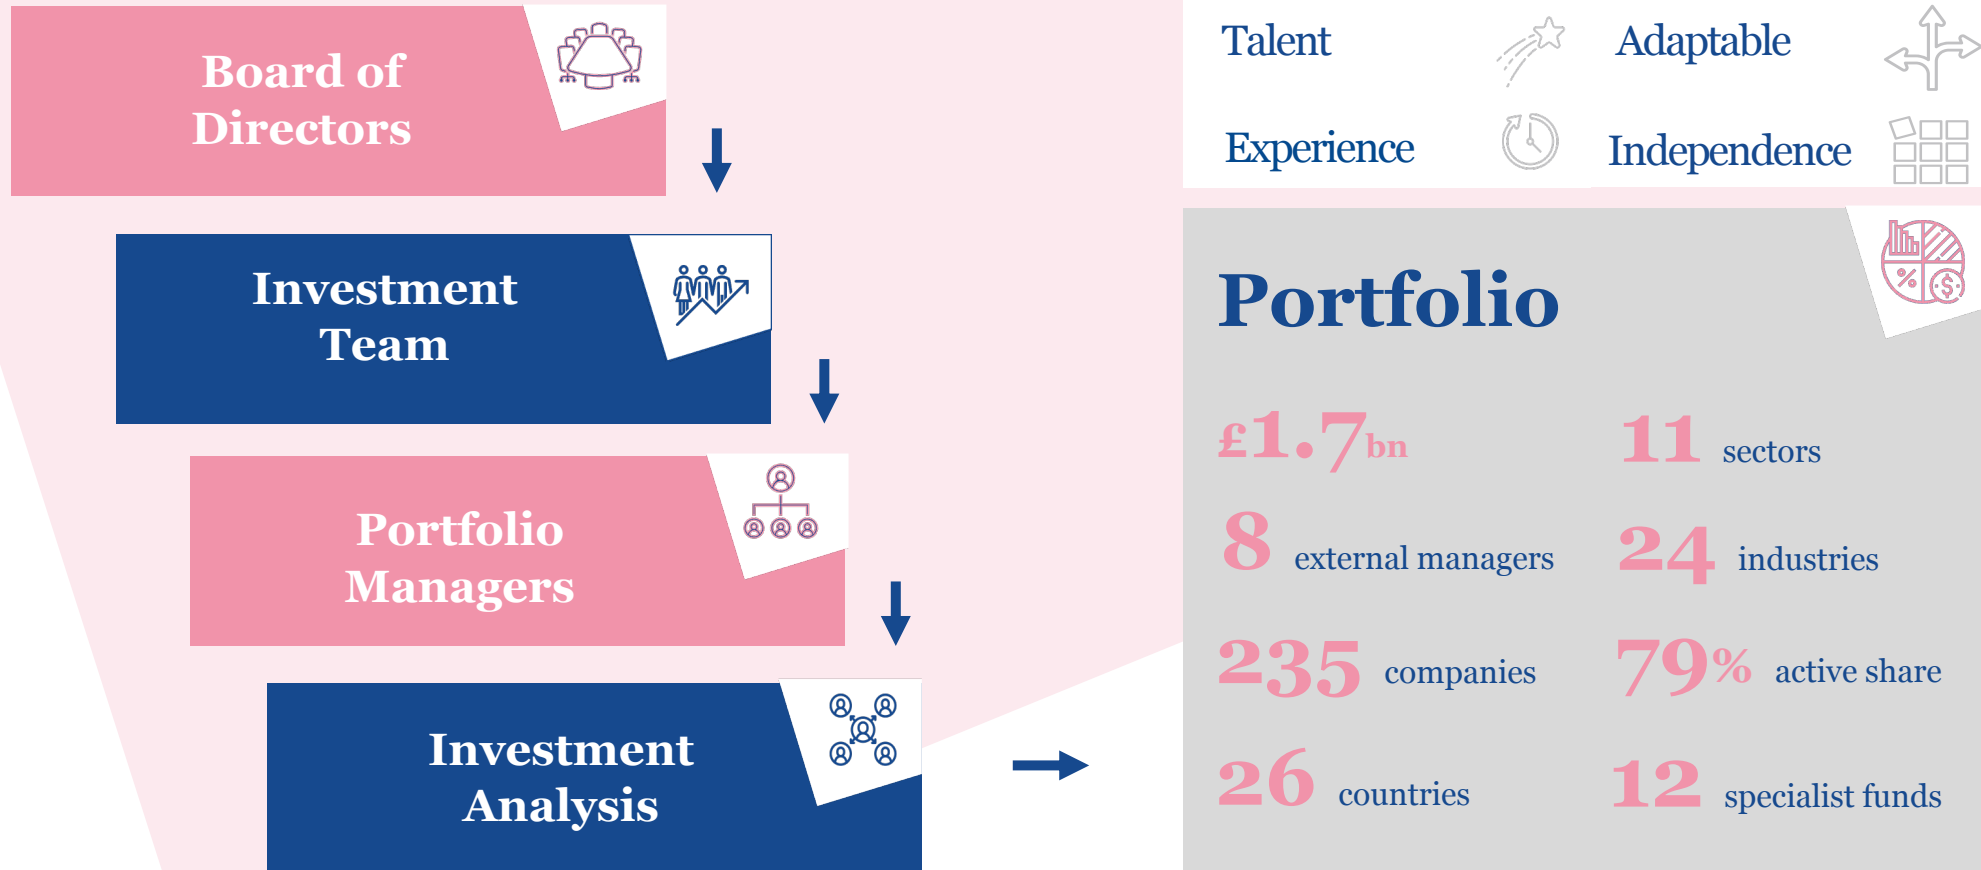 Board of
Directors
Investment
Team
Portfolio
Managers
Investment
Analysis
Talent
Adaptable
Experience
Independence
Portfolio
£1.7bn
11 sectors
8 external managers
24 industries
235 companies
79% active share
26 countries
12 specialist funds